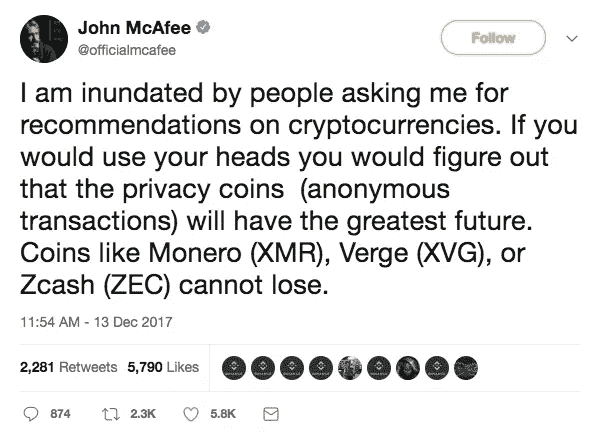 John McAfee
@officialmcafee
Follow
I am inundated by people asking me for
recommendations on cryptocurrencies. If you
would use your heads you would figure out
that the privacy coins (anonymous
transactions) will have the greatest future.
Coins like Monero (XMR), Verge (XVG), or
Zcash (ZEC) cannot lose.
11:54 AM - 13 Dec 2017
2,281 Retweets 5,790 Likes
874 2.3K 5.8K